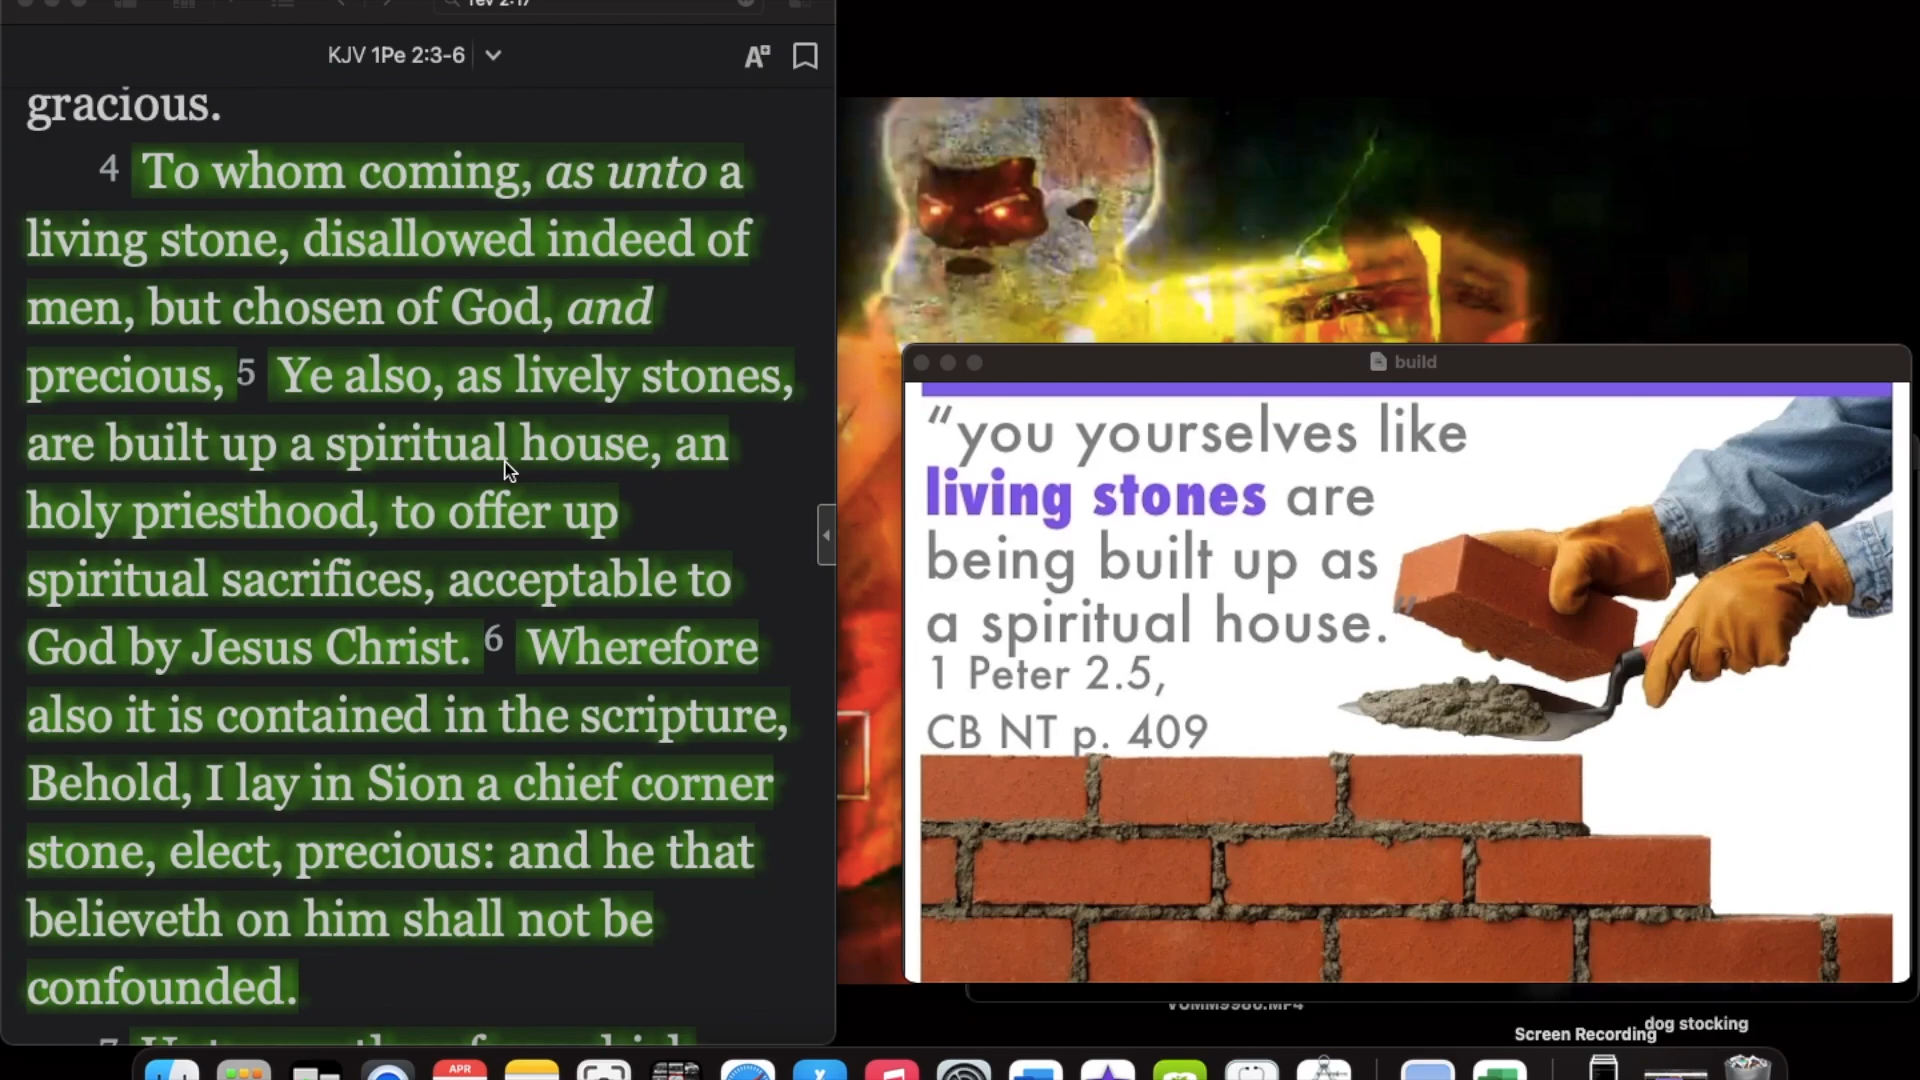 rev 2:17
KJV 1Pe 2:3-6
gracious.
4 To whom coming, as unto a
living stone, disallowed indeed of
men, but chosen of God, and
precious, 5 Ye also, as lively stones,
are built up a spiritual house, an
holy priesthood, to offer up
spiritual sacrifices, acceptable to
God by Jesus Christ. 6 Wherefore
also it is contained in the scripture,
Behold, I lay in Sion a chief corner
stone, elect, precious: and he that
believeth on him shall not be
confounded.
build
“you yourselves like
living stones are
being built up as
a spiritual house.”
1 Peter 2.5,
CB NT p. 409
Screen Recording
dog stocking
APR